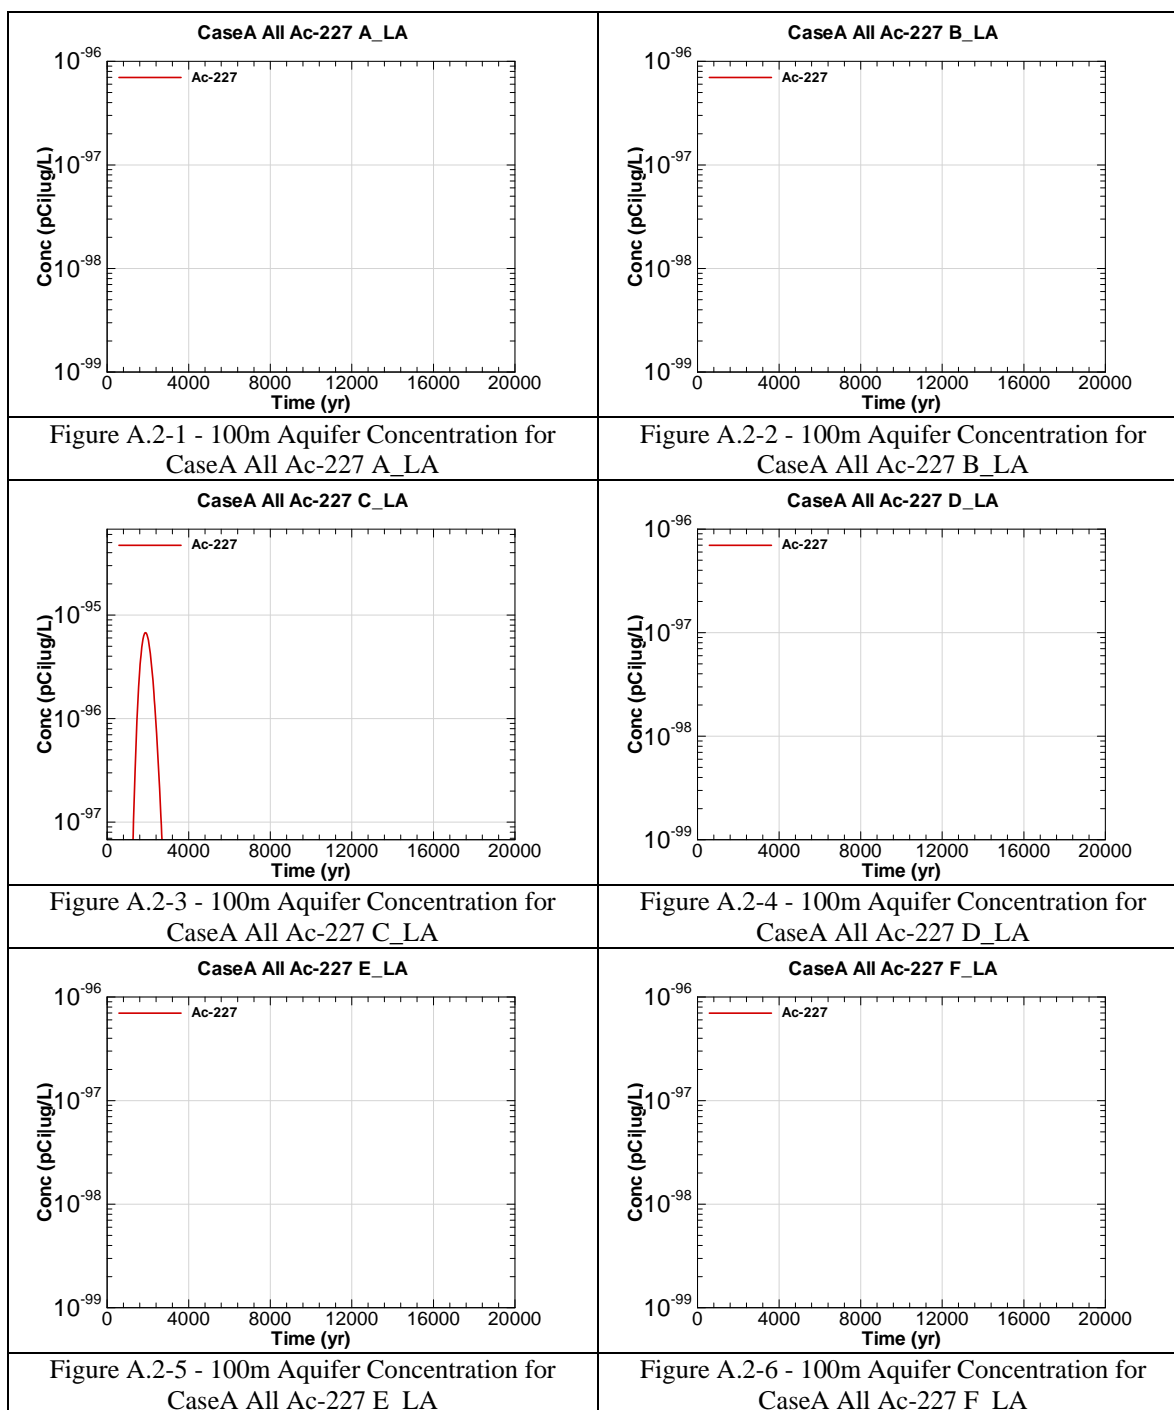 CaseA All Ac-227 A_LA
Ac-227
Conc (pCi|ug/L)
10^-96
10^-97
10^-98
10^-99
0 4000 8000 12000 16000 20000
Time (yr)
Figure A.2-1 - 100m Aquifer Concentration for
CaseA All Ac-227 A_LA
CaseA All Ac-227 B_LA
Ac-227
Conc (pCi|ug/L)
10^-96
10^-97
10^-98
10^-99
0 4000 8000 12000 16000 20000
Time (yr)
Figure A.2-2 - 100m Aquifer Concentration for
CaseA All Ac-227 B_LA
CaseA All Ac-227 C_LA
Ac-227
Conc (pCi|ug/L)
10^-95
10^-96
10^-97
0 4000 8000 12000 16000 20000
Time (yr)
Figure A.2-3 - 100m Aquifer Concentration for
CaseA All Ac-227 C_LA
CaseA All Ac-227 D_LA
Ac-227
Conc (pCi|ug/L)
10^-96
10^-97
10^-98
10^-99
0 4000 8000 12000 16000 20000
Time (yr)
Figure A.2-4 - 100m Aquifer Concentration for
CaseA All Ac-227 D_LA
CaseA All Ac-227 E_LA
Ac-227
Conc (pCi|ug/L)
10^-96
10^-97
10^-98
10^-99
0 4000 8000 12000 16000 20000
Time (yr)
Figure A.2-5 - 100m Aquifer Concentration for
CaseA All Ac-227 E_LA
CaseA All Ac-227 F_LA
Ac-227
Conc (pCi|ug/L)
10^-96
10^-97
10^-98
10^-99
0 4000 8000 12000 16000 20000
Time (yr)
Figure A.2-6 - 100m Aquifer Concentration for
CaseA All Ac-227 F_LA